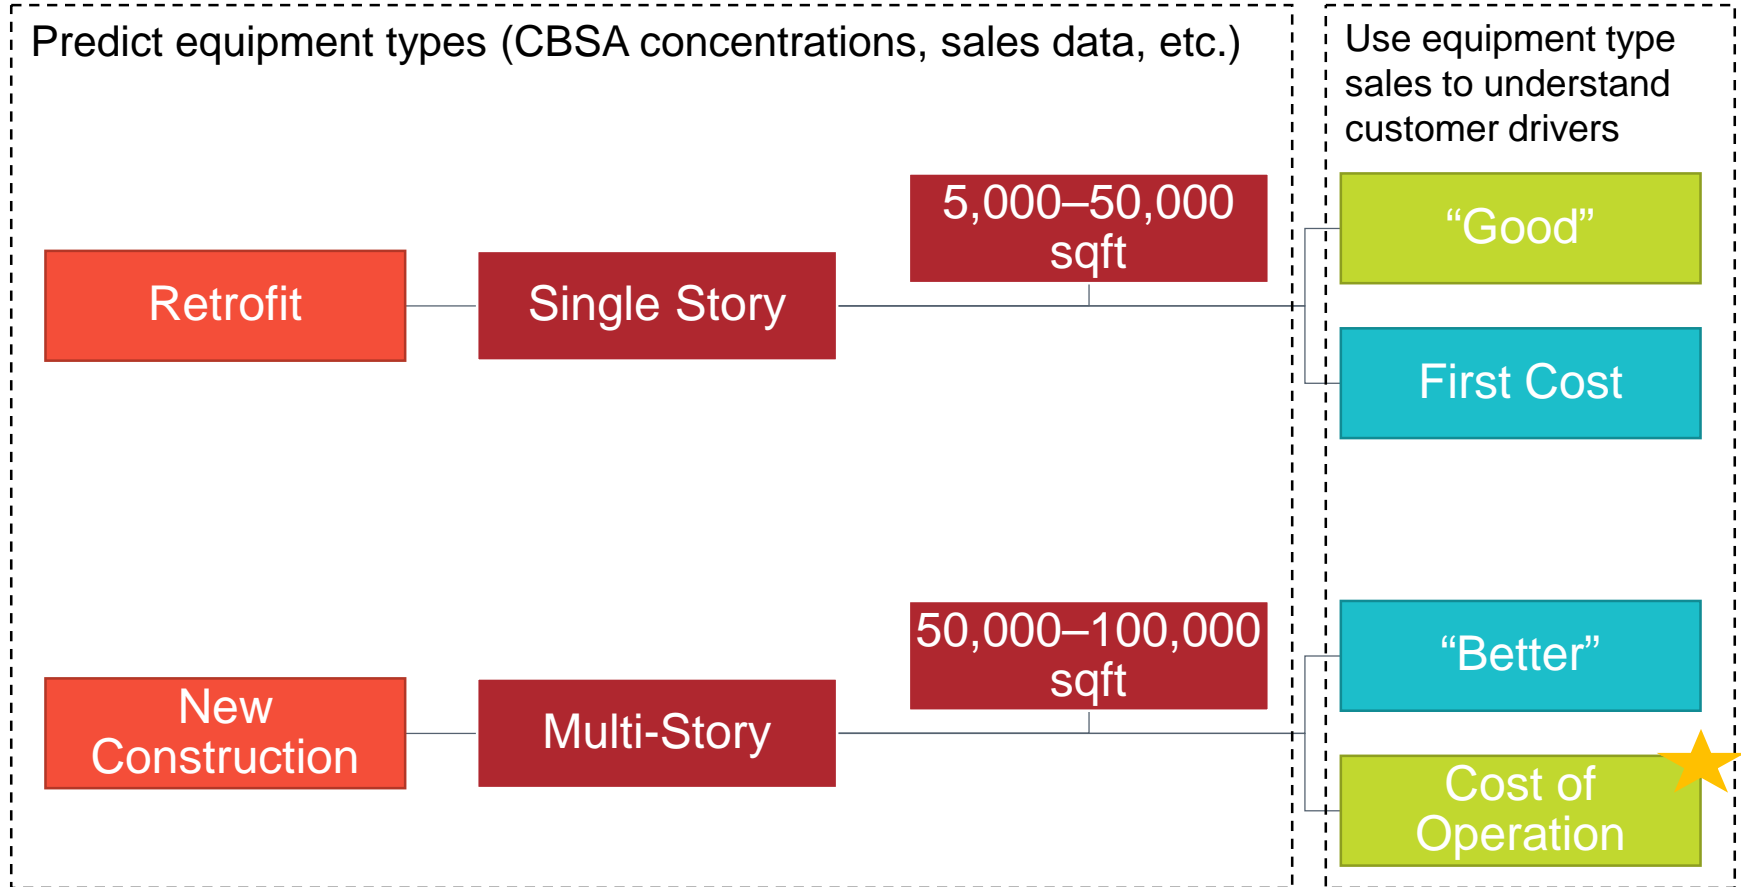 Predict equipment types (CBSA concentrations, sales data, etc.)
Use equipment type
sales to understand
customer drivers
5,000–50,000
sqft
“Good”
Retrofit
Single Story
First Cost
50,000–100,000
sqft
“Better”
New
Construction
Multi-Story
Cost of
Operation